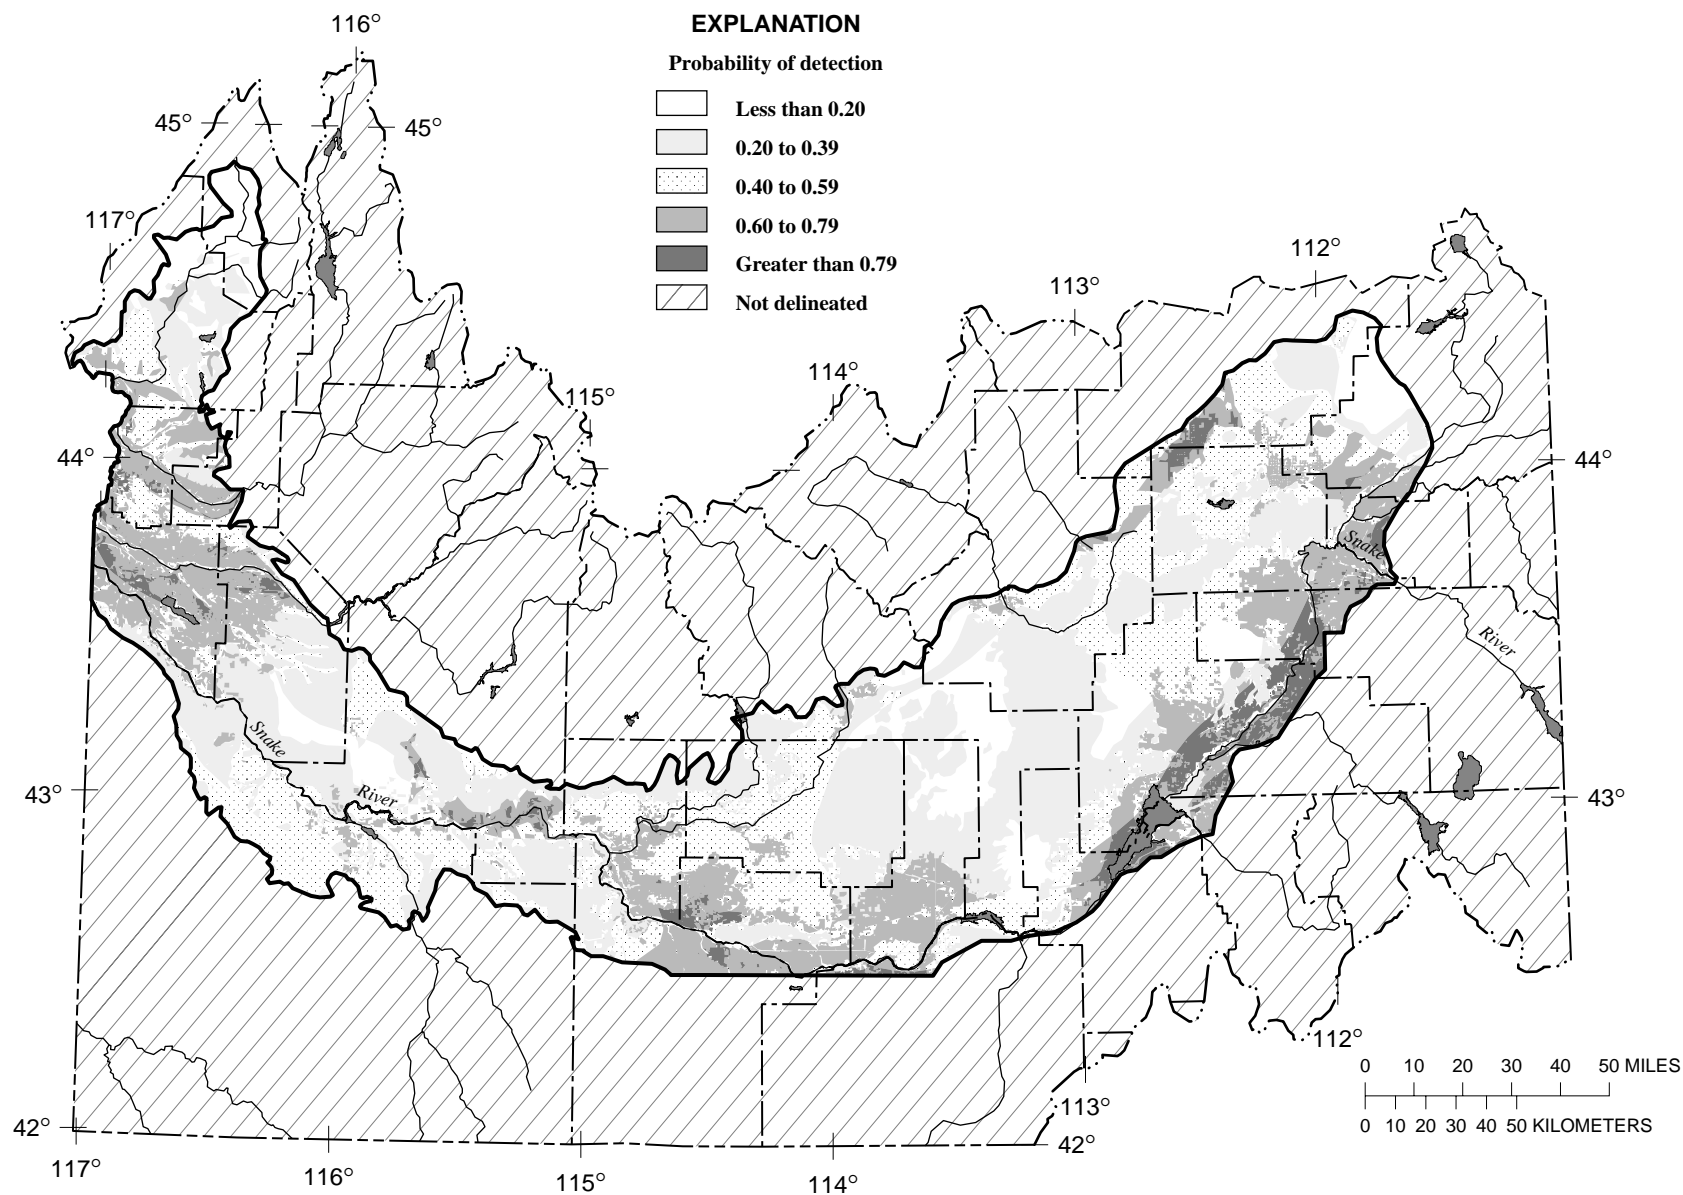 EXPLANATION
Probability of detection
Less than 0.20
0.20 to 0.39
0.40 to 0.59
0.60 to 0.79
Greater than 0.79
Not delineated
116°
45°
45°
117°
112°
113°
114°
115°
44°
44°
Snake
River
Snake
River
43°
43°
112°
113°
42°
42°
117°
116°
115°
114°
0 10 20 30 40 50 MILES
0 10 20 30 40 50 KILOMETERS